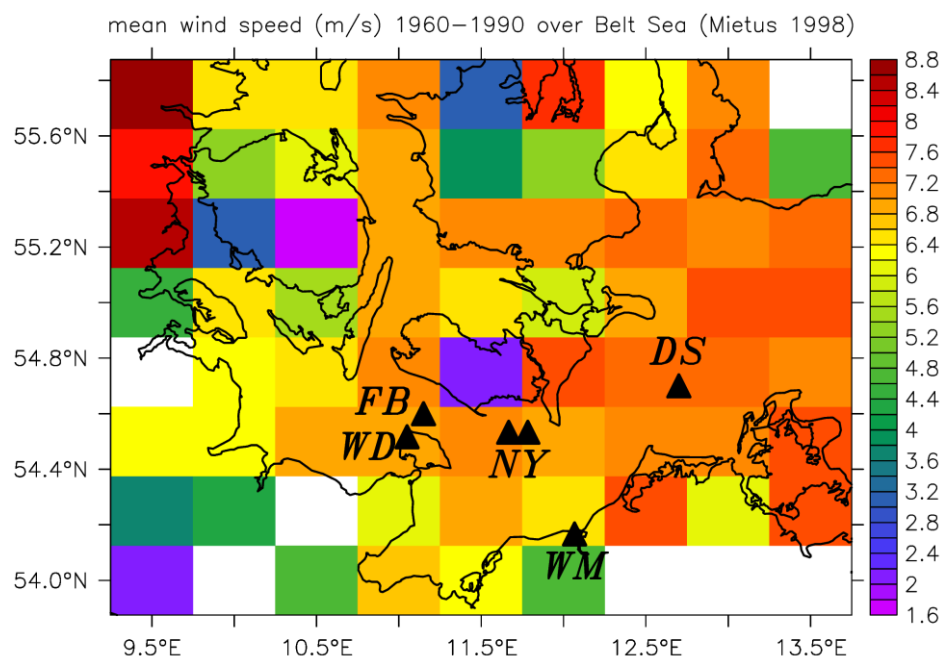 mean wind speed (m/s) 1960−1990 over Belt Sea (Mietus 1998)
8.8
8.4
55.6°N
8
7.6
7.2
55.2°N
6.8
6.4
6
5.6
54.8°N
DS
5.2
4.8
FB
4.4
WD
NY
4
54.4°N
3.6
3.2
2.8
WM
2.4
54.0°N
2
1.6
9.5°E
10.5°E
11.5°E
12.5°E
13.5°E